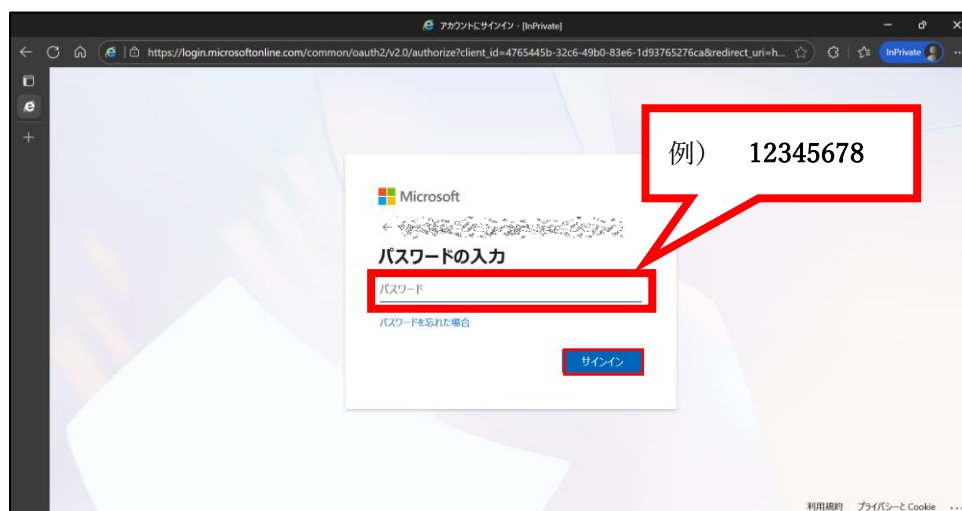 アカウントにサインイン - [InPrivate]
https://login.microsoftonline.com/common/oauth2/v2.0/authorize?client_id=4765445b-32c6-49b0-83e6-1d93765276ca&redirect_uri=h...
InPrivate
例） 12345678
Microsoft
パスワードの入力
パスワード
パスワードを忘れた場合
サインイン
利用規約 プライバシーと Cookie ...